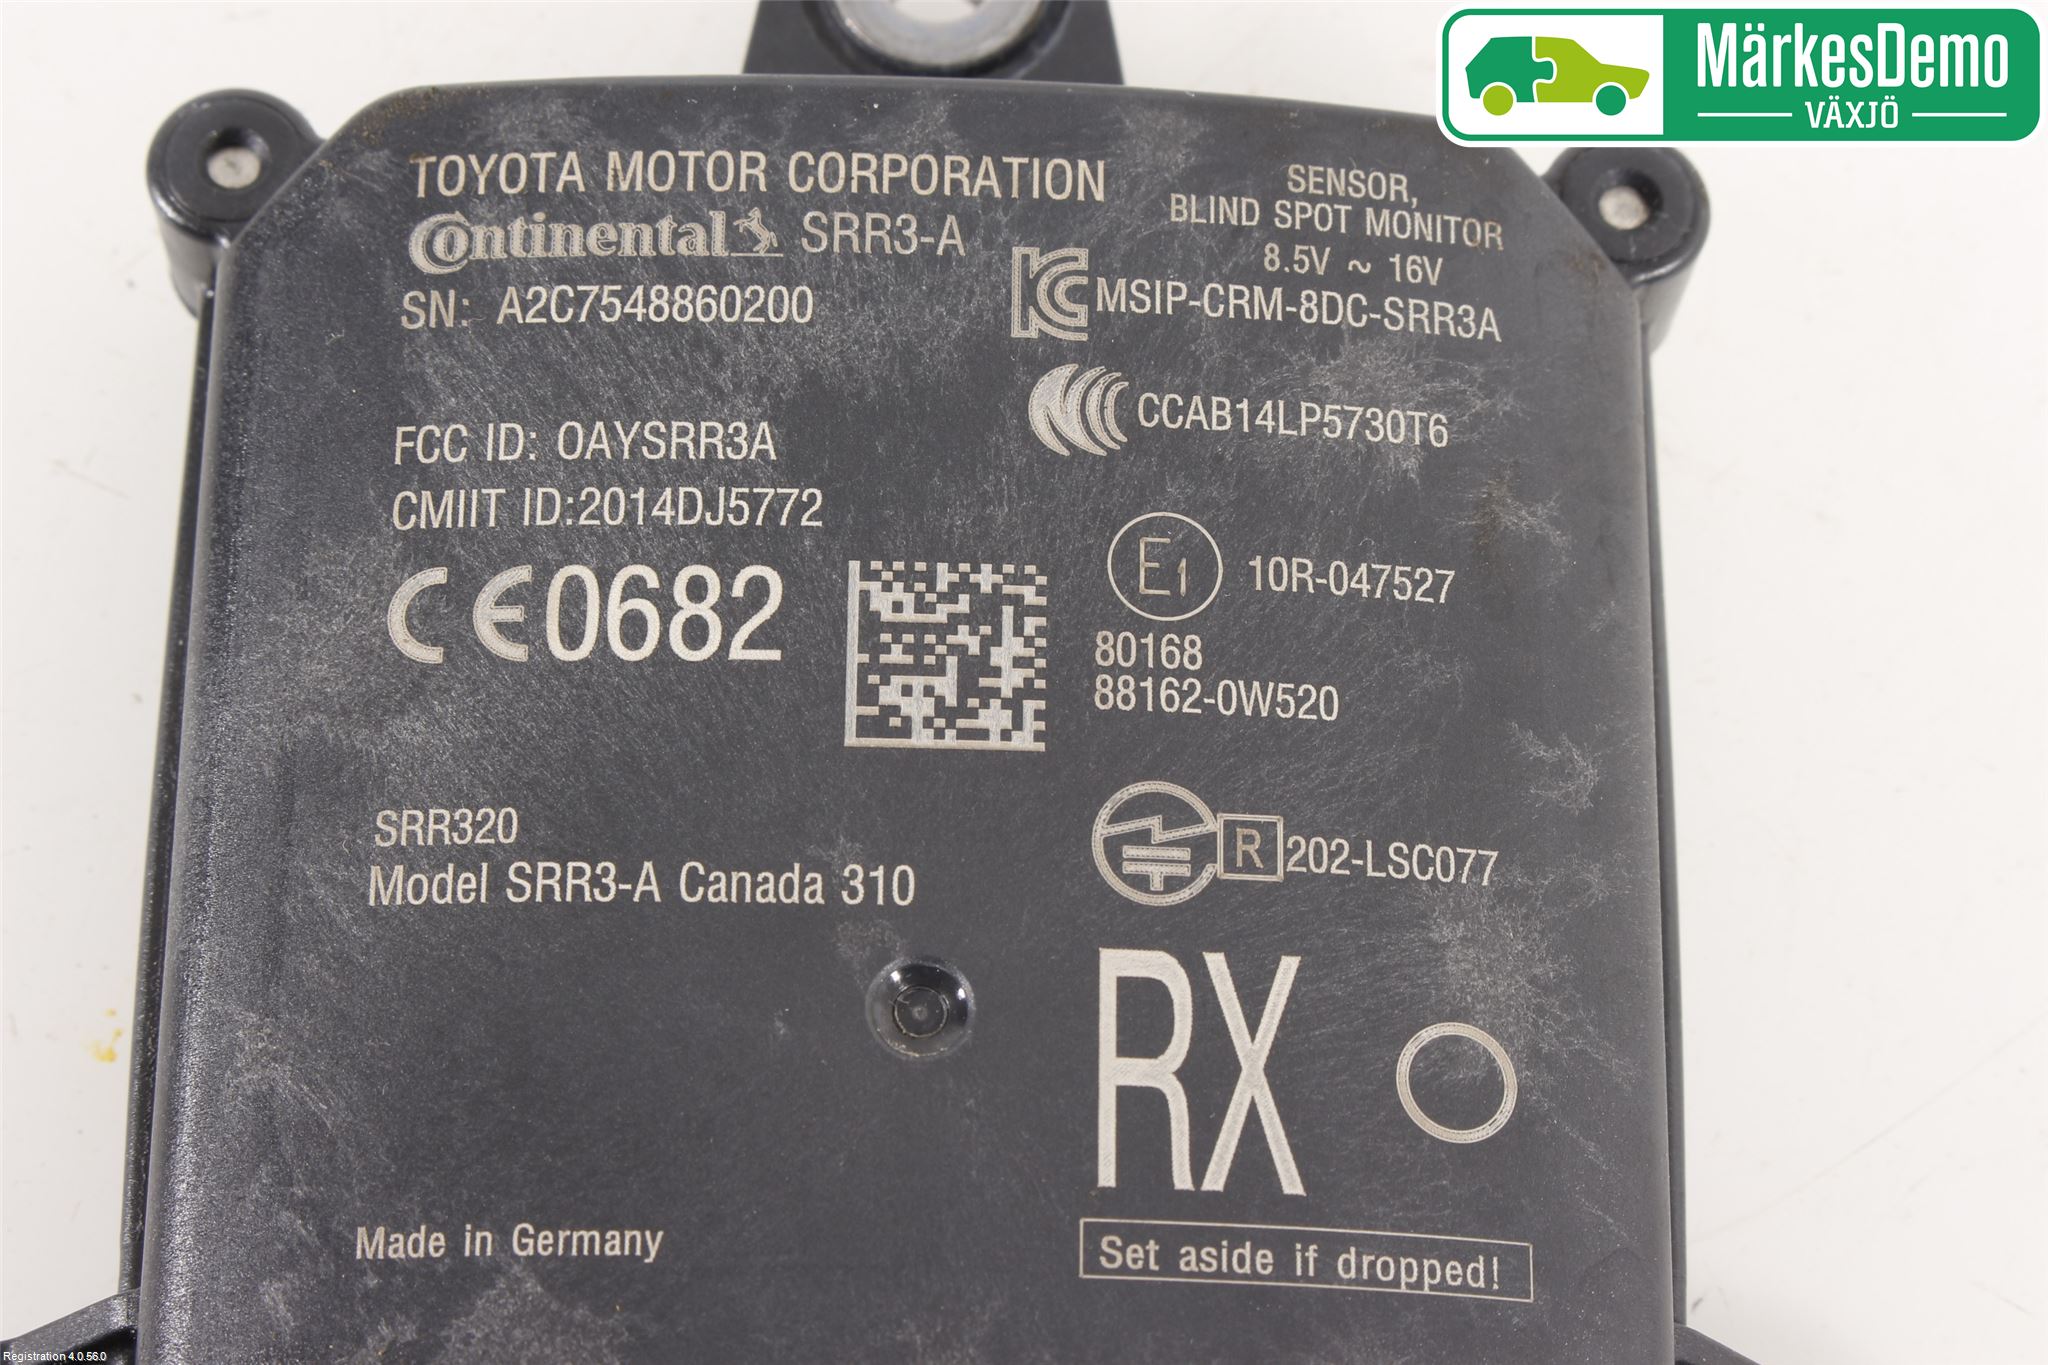 MärkesDemo
VÄXJÖ
TOYOTA MOTOR CORPORATION
Continental SRR3-A
SN: A2C7548860200
SENSOR,
BLIND SPOT MONITOR
8.5V ~ 16V
MSIP-CRM-8DC-SRR3A
CCAB14LP5730T6
FCC ID: OAYSRR3A
CMIIT ID:2014DJ5772
CE0682
E1 10R-047527
80168
88162-0W520
SRR320
Model SRR3-A Canada 310
R 202-LSC077
RX
Made in Germany
Set aside if dropped!
Registration 4.0.56.0